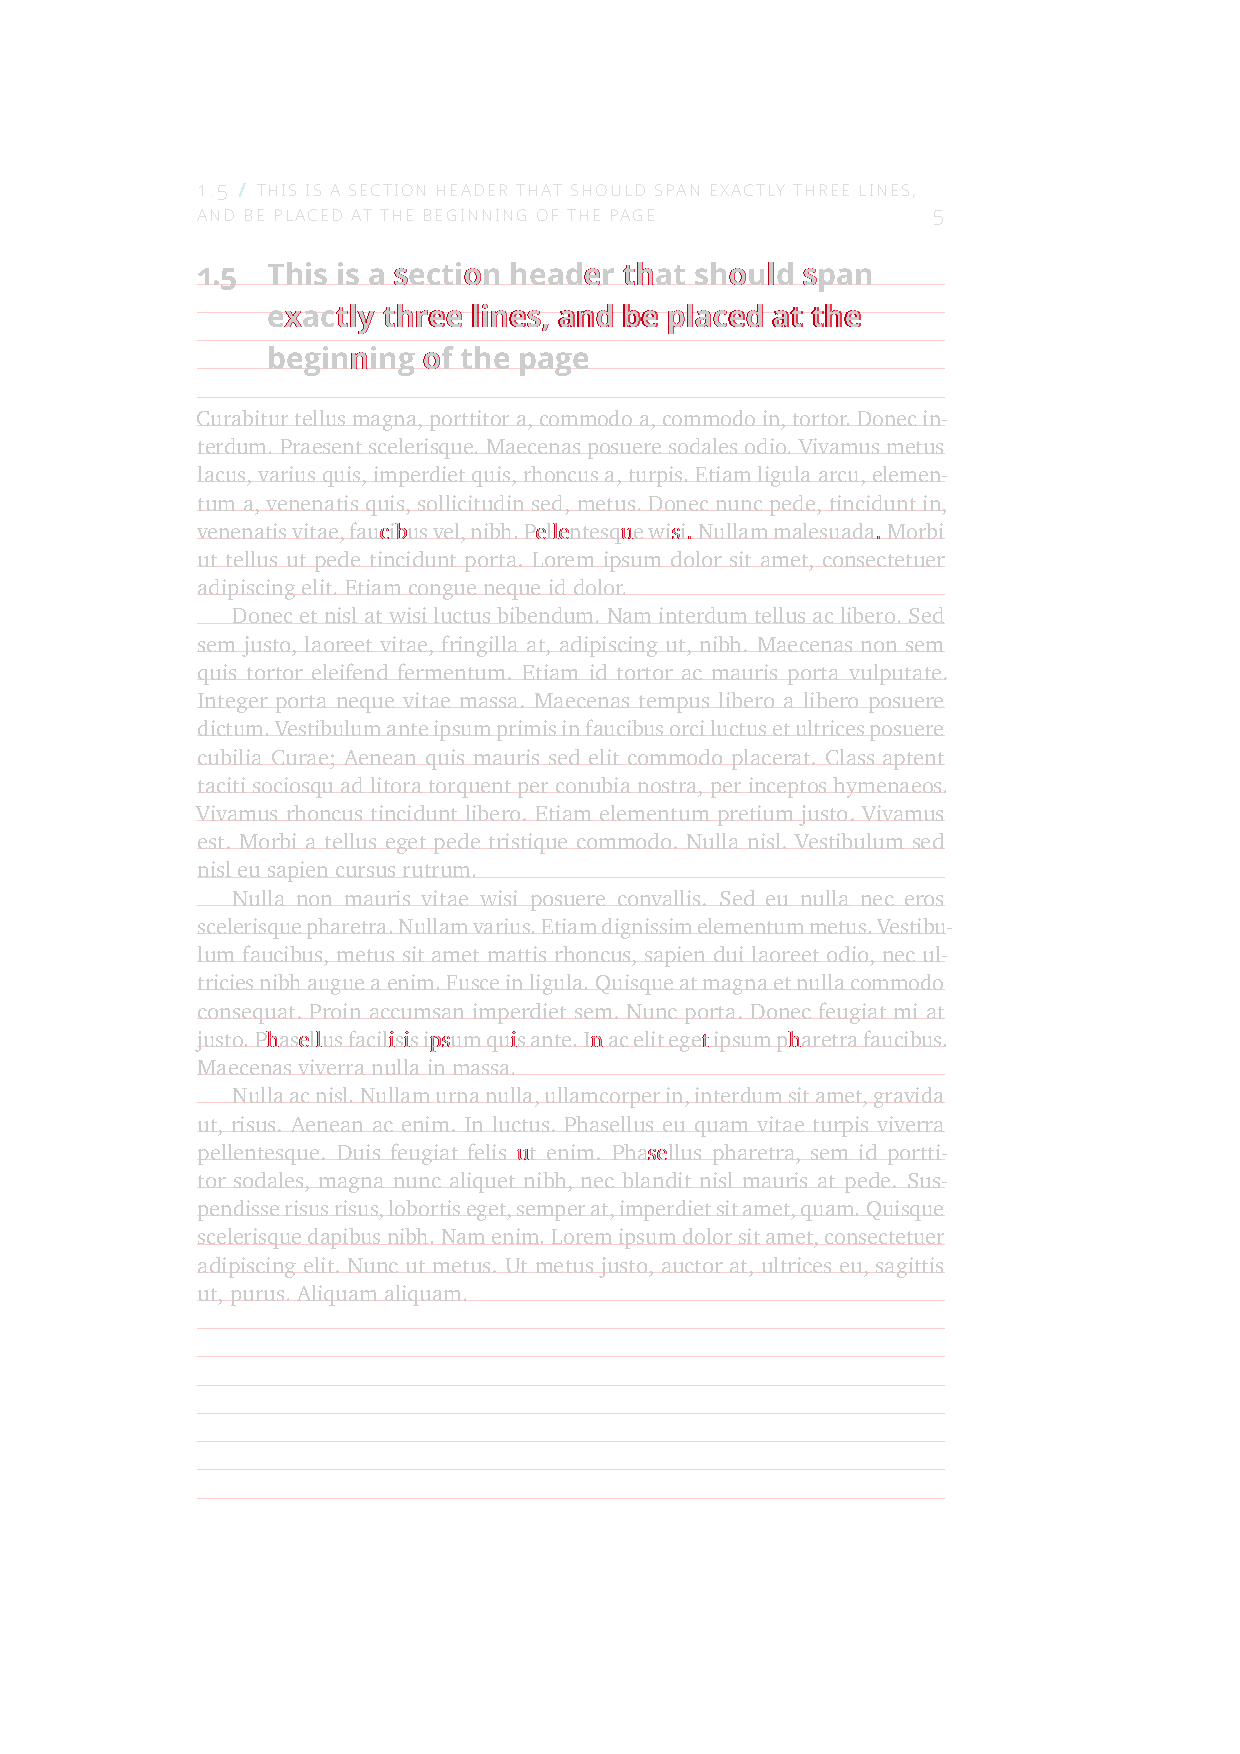 1.5 / THIS IS A SECTION HEADER THAT SHOULD SPAN EXACTLY THREE LINES,
AND BE PLACED AT THE BEGINNING OF THE PAGE 5
1.5 This is a section header that should span
exactly three lines, and be placed at the
beginning of the page
Curabitur tellus magna, porttitor a, commodo a, commodo in, tortor. Donec in-
terdum. Praesent scelerisque. Maecenas posuere sodales odio. Vivamus metus
lacus, varius quis, imperdiet quis, rhoncus a, turpis. Etiam ligula arcu, elemen-
tum a, venenatis quis, sollicitudin sed, metus. Donec nunc pede, tincidunt in,
venenatis vitae, faucibus vel, nibh. Pellentesque wisi. Nullam malesuada. Morbi
ut tellus ut pede tincidunt porta. Lorem ipsum dolor sit amet, consectetuer
adipiscing elit. Etiam congue neque id dolor.
Donec et nisl at wisi luctus bibendum. Nam interdum tellus ac libero. Sed
sem justo, laoreet vitae, fringilla at, adipiscing ut, nibh. Maecenas non sem
quis tortor eleifend fermentum. Etiam id tortor ac mauris porta vulputate.
Integer porta neque vitae massa. Maecenas tempus libero a libero posuere
dictum. Vestibulum ante ipsum primis in faucibus orci luctus et ultrices posuere
cubilia Curae; Aenean quis mauris sed elit commodo placerat. Class aptent
taciti sociosqu ad litora torquent per conubia nostra, per inceptos hymenaeos.
Vivamus rhoncus tincidunt libero. Etiam elementum pretium justo. Vivamus
est. Morbi a tellus eget pede tristique commodo. Nulla nisl. Vestibulum sed
nisl eu sapien cursus rutrum.
Nulla non mauris vitae wisi posuere convallis. Sed eu nulla nec eros
scelerisque pharetra. Nullam varius. Etiam dignissim elementum metus. Vestibu-
lum faucibus, metus sit amet mattis rhoncus, sapien dui laoreet odio, nec ul-
tricies nibh augue a enim. Fusce in ligula. Quisque at magna et nulla commodo
consequat. Proin accumsan imperdiet sem. Nunc porta. Donec feugiat mi at
justo. Phasellus facilisis ipsum quis ante. In ac elit eget ipsum pharetra faucibus.
Maecenas viverra nulla in massa.
Nulla ac nisl. Nullam urna nulla, ullamcorper in, interdum sit amet, gravida
ut, risus. Aenean ac enim. In luctus. Phasellus eu quam vitae turpis viverra
pellentesque. Duis feugiat felis ut enim. Phasellus pharetra, sem id portti-
tor sodales, magna nunc aliquet nibh, nec blandit nisl mauris at pede. Sus-
pendisse risus risus, lobortis eget, semper at, imperdiet sit amet, quam. Quisque
scelerisque dapibus nibh. Nam enim. Lorem ipsum dolor sit amet, consectetuer
adipiscing elit. Nunc ut metus. Ut metus justo, auctor at, ultrices eu, sagittis
ut, purus. Aliquam aliquam.